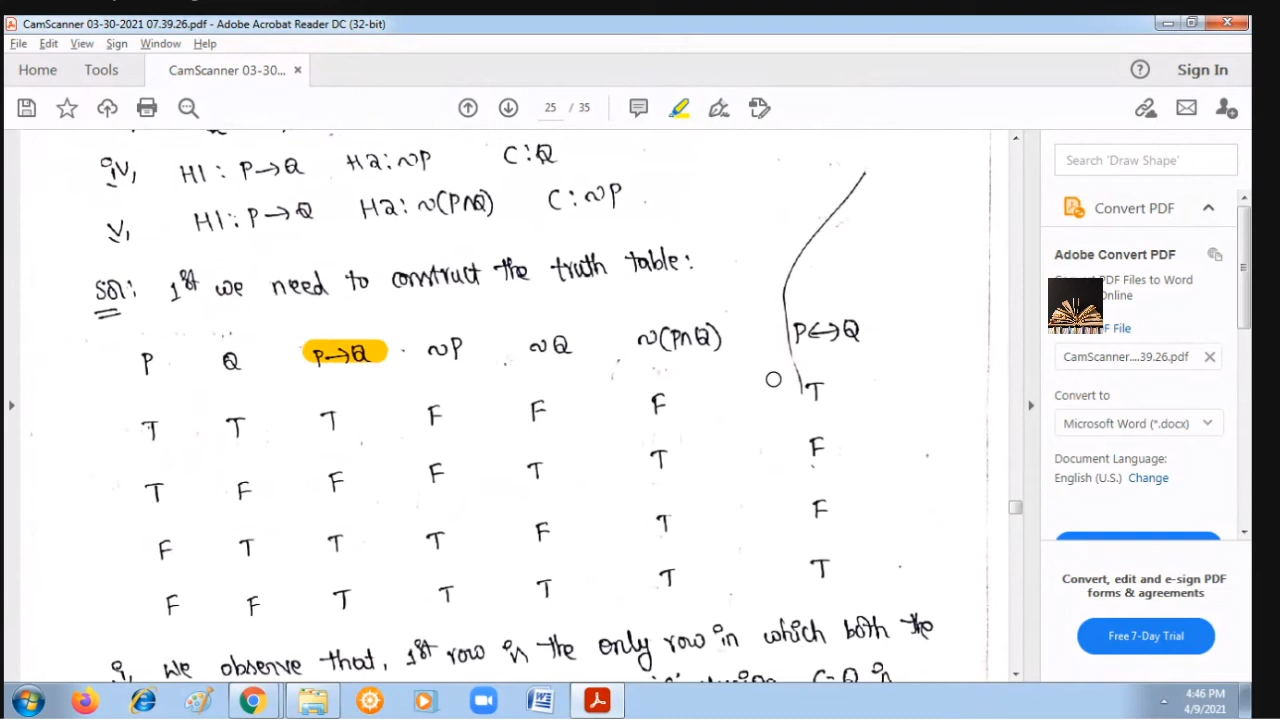 CamScanner 03-30-2021 07.39.26.pdf - Adobe Acrobat Reader DC (32-bit)
File Edit View Sign Window Help
Home Tools CamScanner 03-30... × Sign In
25 / 35
iv, H1: P→Q H2: ~P C: Q
v, H1: P→Q H2: ~(P∧Q) C: ~P
Sol: 1st we need to construct the truth table:
P Q P→Q ~P ~Q ~(P∧Q) P↔Q
T T T F F F T
T F F F T T F
F T T T F T F
F F T T T T T
i, we observe that, 1st row is the only row in which both the
C=Q is
Search 'Draw Shape'
Convert PDF
Adobe Convert PDF
Convert PDF Files to Word
Online
File
CamScanner....39.26.pdf ×
Convert to
Microsoft Word (*.docx)
Document Language:
English (U.S.) Change
Convert, edit and e-sign PDF
forms & agreements
Free 7-Day Trial
4:46 PM
4/9/2021